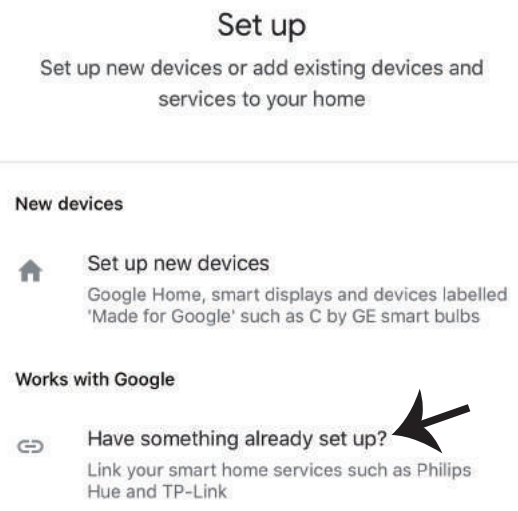 Set up
Set up new devices or add existing devices and
services to your home
New devices
Set up new devices
Google Home, smart displays and devices labelled
'Made for Google' such as C by GE smart bulbs
Works with Google
Have something already set up?
Link your smart home services such as Philips
Hue and TP-Link